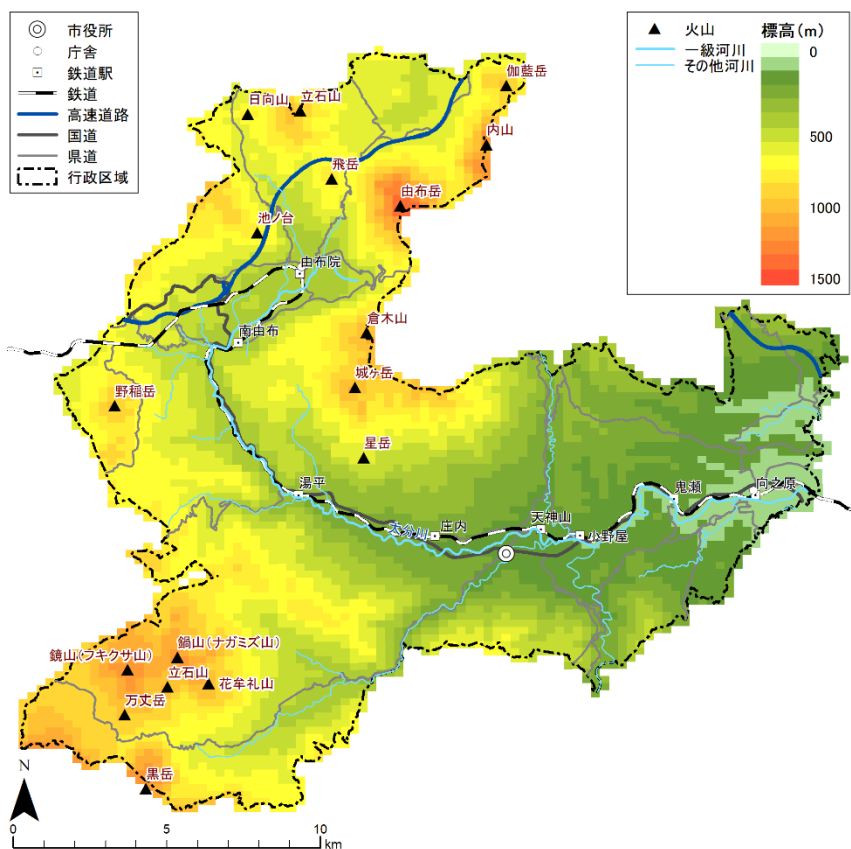 市役所
庁舎
鉄道駅
鉄道
高速道路
国道
県道
行政区域
火山
一級河川
その他河川
標高(m)
0
500
1000
1500
伽藍岳
日向山
立石山
内山
飛岳
由布岳
池ノ台
由布院
倉木山
南由布
城ヶ岳
野稲岳
星岳
湯平
鬼瀬
向之原
大分川
庄内
天神山
小野屋
鍋山(ナガミズ山)
鏡山(フキクサ山)
立石山
花牟礼山
万丈岳
黒岳
N
0
5
10
km